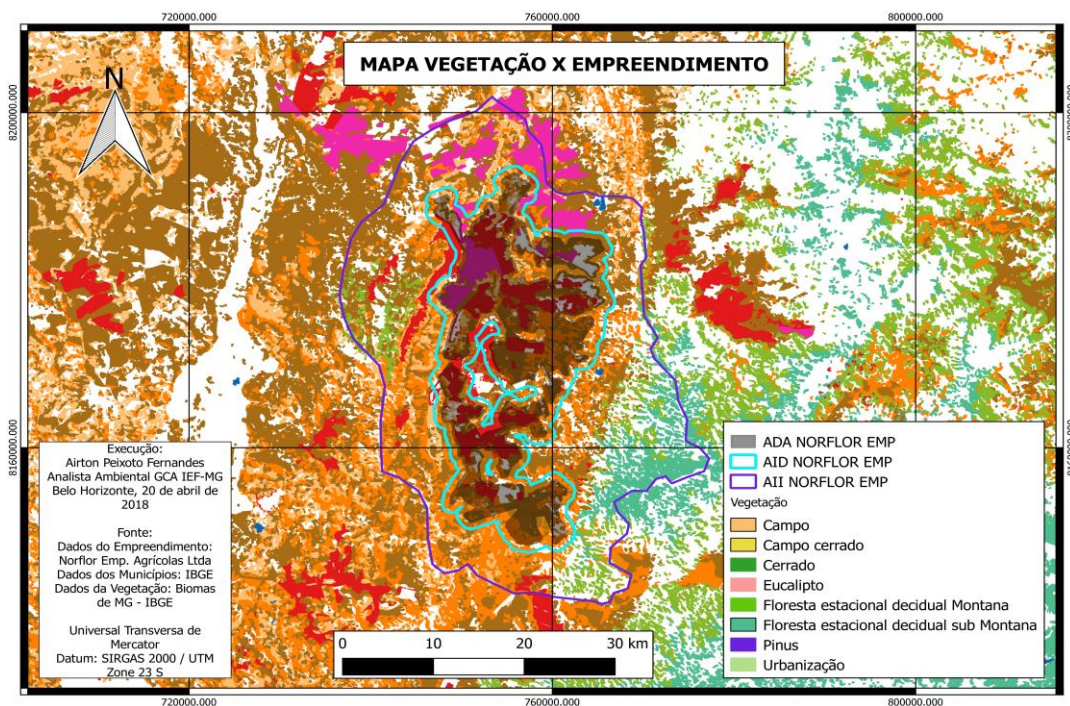 720000.000 760000.000 800000.000
MAPA VEGETAÇÃO X EMPREENDIMENTO
N
8200000.000 8200000.000
8160000.000 8160000.000
Execução:
Airton Peixoto Fernandes
Analista Ambiental GCA IEF-MG
Belo Horizonte, 20 de abril de
2018
Fonte:
Dados do Empreendimento:
Norflor Emp. Agrícolas Ltda
Dados dos Municípios: IBGE
Dados da Vegetação: Biomas
de MG - IBGE
Universal Transversa de
Mercator
Datum: SIRGAS 2000 / UTM
Zone 23 S
0 10 20 30 km
ADA NORFLOR EMP
AID NORFLOR EMP
AII NORFLOR EMP
Vegetação
Campo
Campo cerrado
Cerrado
Eucalipto
Floresta estacional decidual Montana
Floresta estacional decidual sub Montana
Pinus
Urbanização
720000.000 760000.000 800000.000